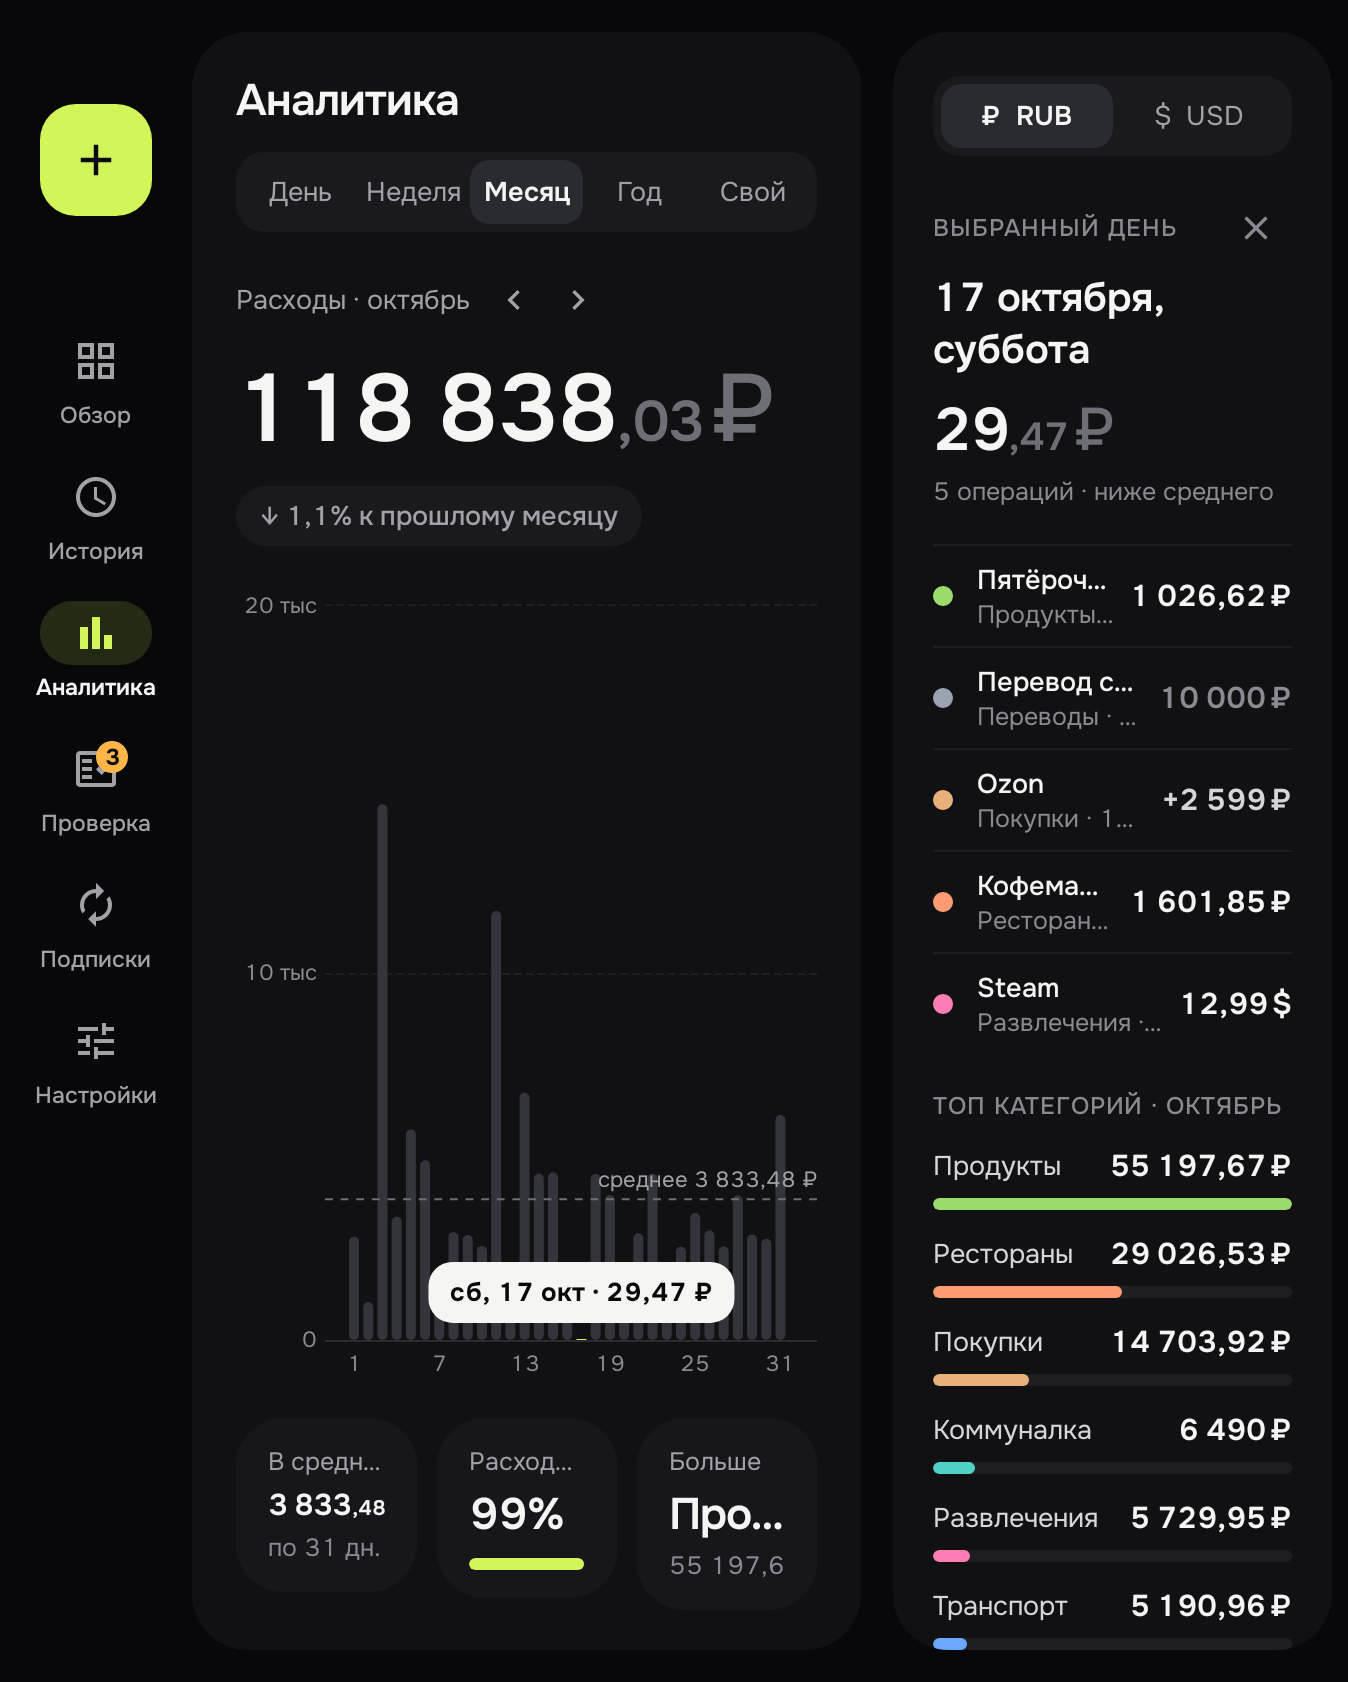 +
Обзор
История
Аналитика
3
Проверка
Подписки
Настройки
Аналитика
День Неделя Месяц Год Свой
Расходы · октябрь
118 838,03 ₽
↓ 1,1% к прошлому месяцу
20 тыс
10 тыс
среднее 3 833,48 ₽
сб, 17 окт · 29,47 ₽
0
1 7 13 19 25 31
В средн...
3 833,48
по 31 дн.
Расход...
99%
Больше
Про...
55 197,6
₽ RUB $ USD
ВЫБРАННЫЙ ДЕНЬ
17 октября,
суббота
29,47 ₽
5 операций · ниже среднего
Пятёроч... 1 026,62 ₽
Продукты...
Перевод с... 10 000 ₽
Переводы · ...
Ozon +2 599 ₽
Покупки · 1...
Кофема... 1 601,85 ₽
Ресторан...
Steam 12,99 $
Развлечения ·...
ТОП КАТЕГОРИЙ · ОКТЯБРЬ
Продукты 55 197,67 ₽
Рестораны 29 026,53 ₽
Покупки 14 703,92 ₽
Коммуналка 6 490 ₽
Развлечения 5 729,95 ₽
Транспорт 5 190,96 ₽